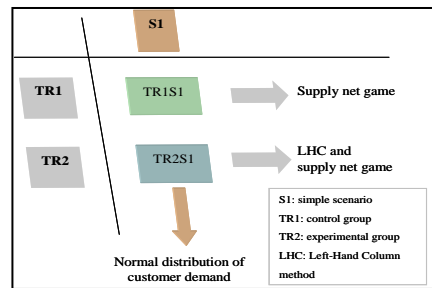 S1
TR1
TR1S1
Supply net game
TR2
TR2S1
LHC and
supply net game
S1: simple scenario
TR1: control group
TR2: experimental group
LHC: Left-Hand Column
method
Normal distribution of
customer demand